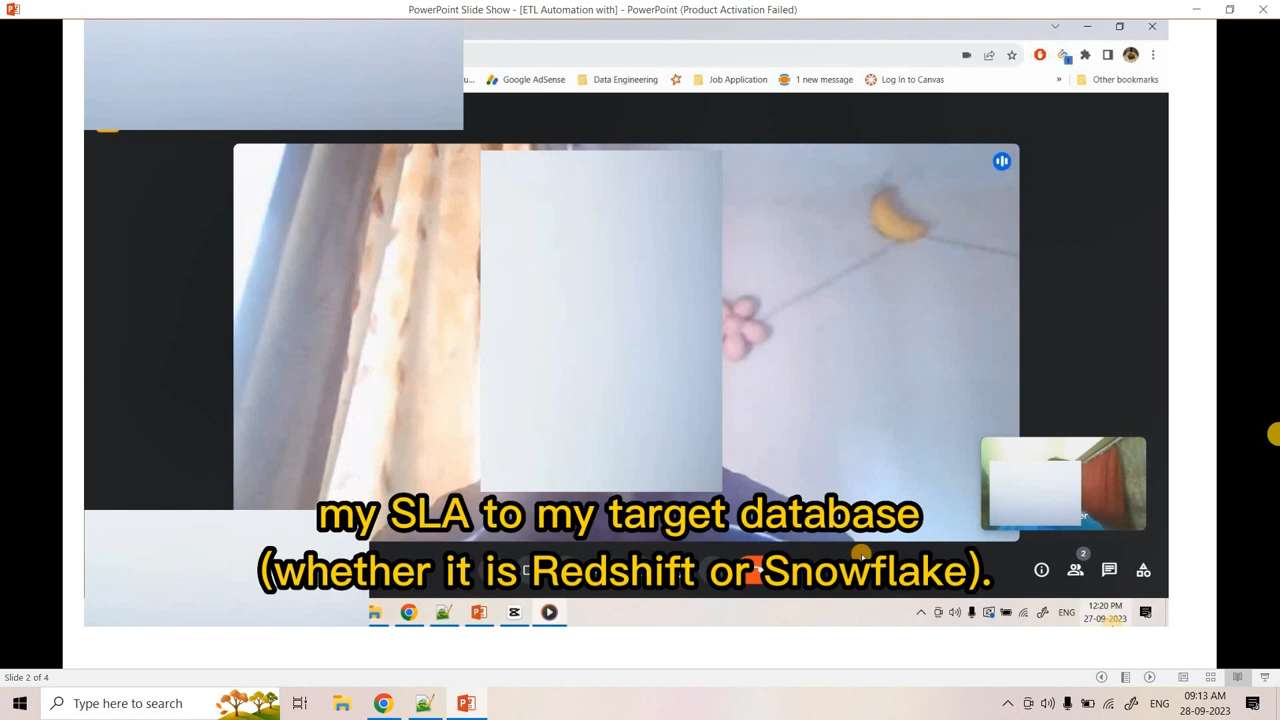 PowerPoint Slide Show - [ETL Automation with] - PowerPoint (Product Activation Failed)
u... Google AdSense Data Engineering Job Application 1 new message Log In to Canvas » Other bookmarks
my SLA to my target database
(whether it is Redshift or Snowflake).
2
ENG 12:20 PM
27-09-2023
Slide 2 of 4
Type here to search
ENG 09:13 AM
28-09-2023